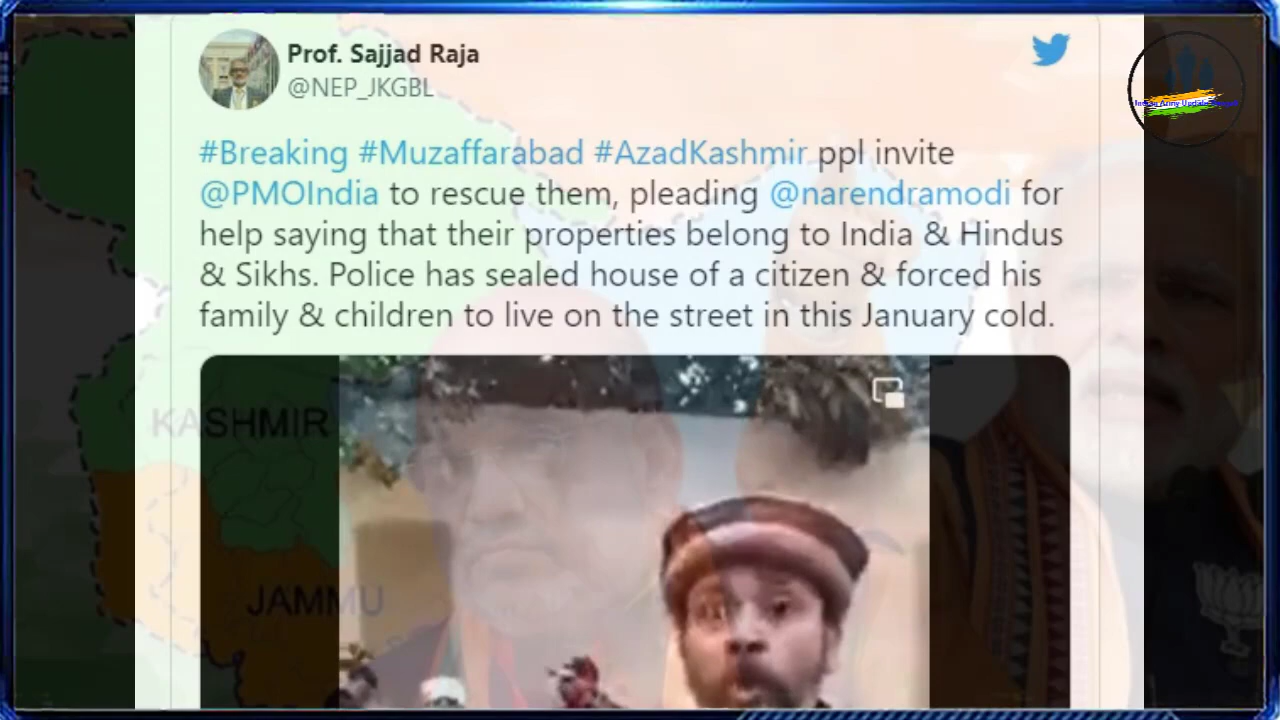 Prof. Sajjad Raja
@NEP_JKGBL
#Breaking #Muzaffarabad #AzadKashmir ppl invite
@PMOIndia to rescue them, pleading @narendramodi for
help saying that their properties belong to India & Hindus
& Sikhs. Police has sealed house of a citizen & forced his
family & children to live on the street in this January cold.
KASHMIR
JAMMU